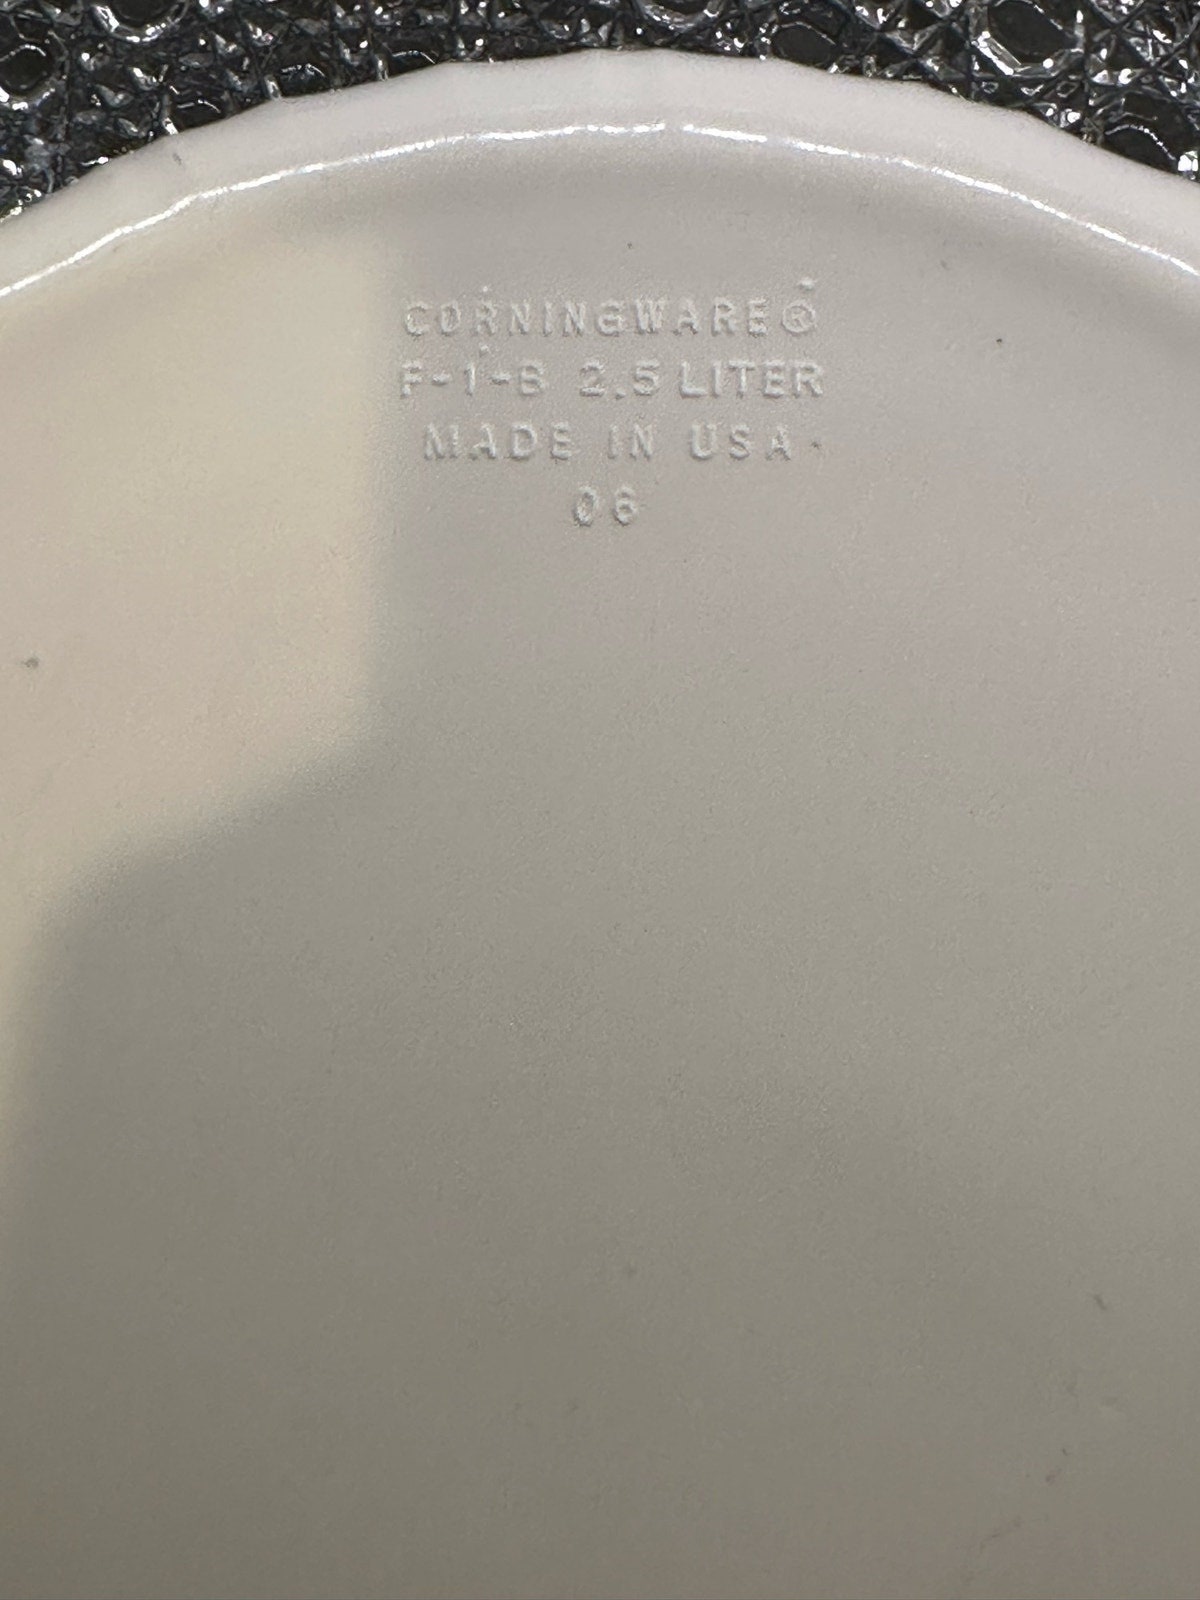 CORNINGWARE®
F-1-B 2.5 LITER
MADE IN USA
06